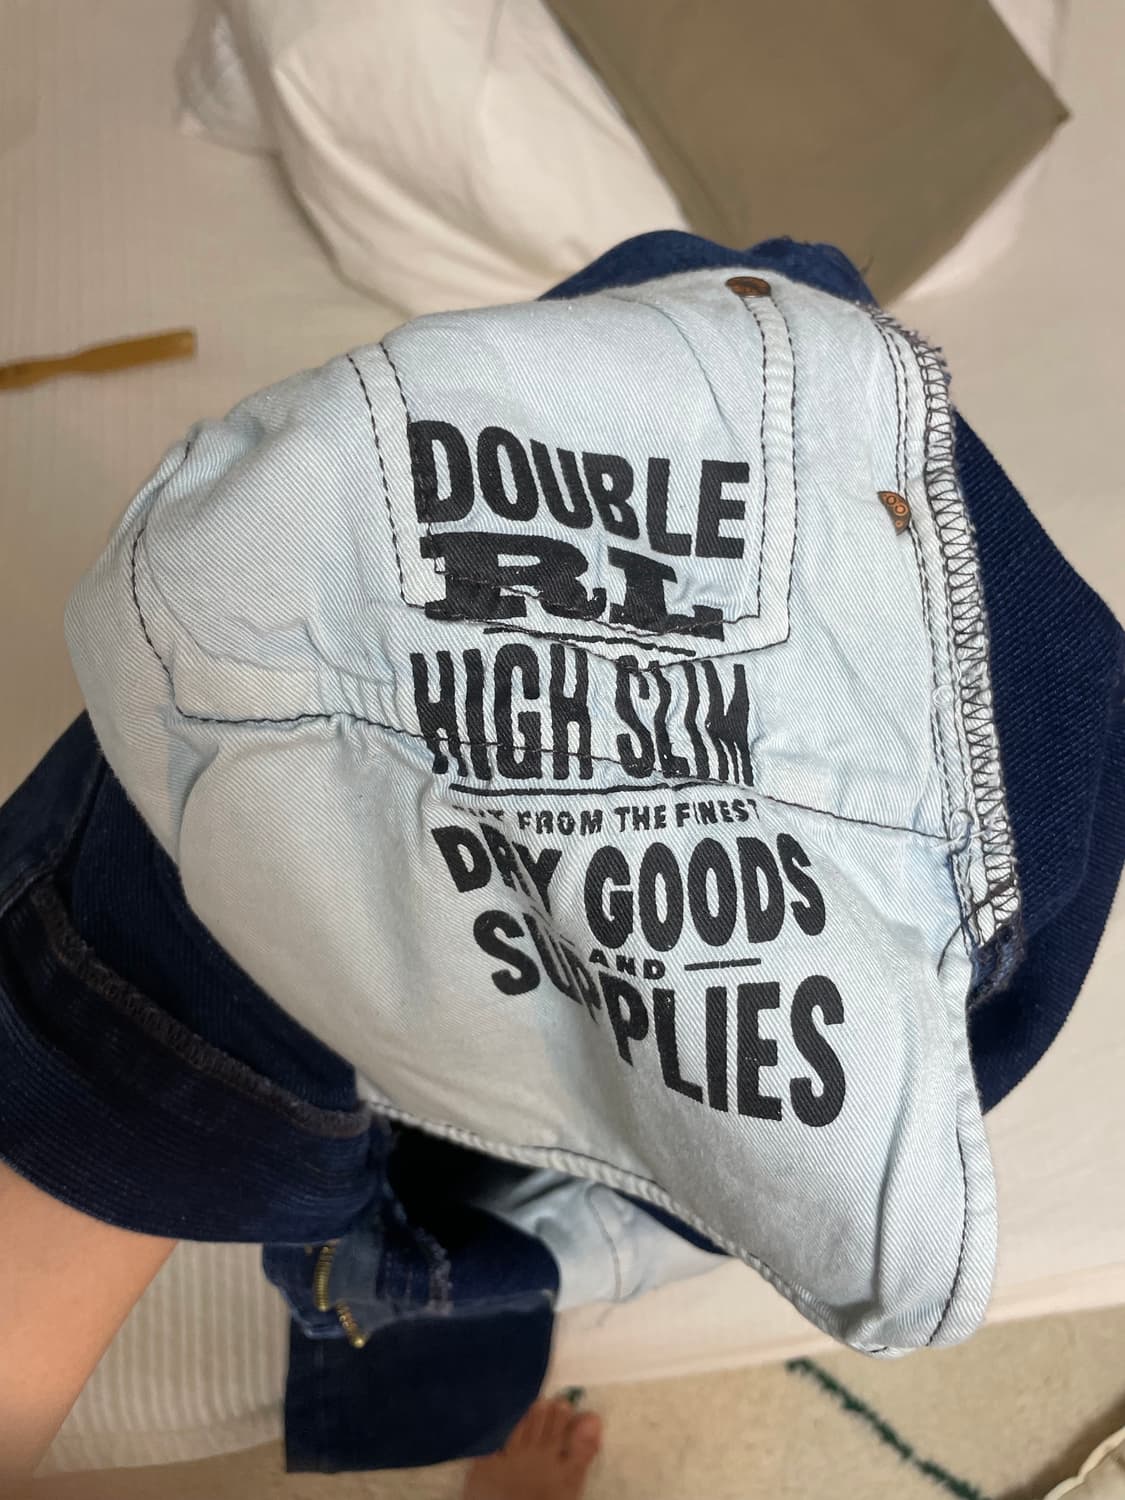 DOUBLE
RL
HIGH SLIM
FROM THE FINEST
DRY GOODS
AND
SUPPLIES